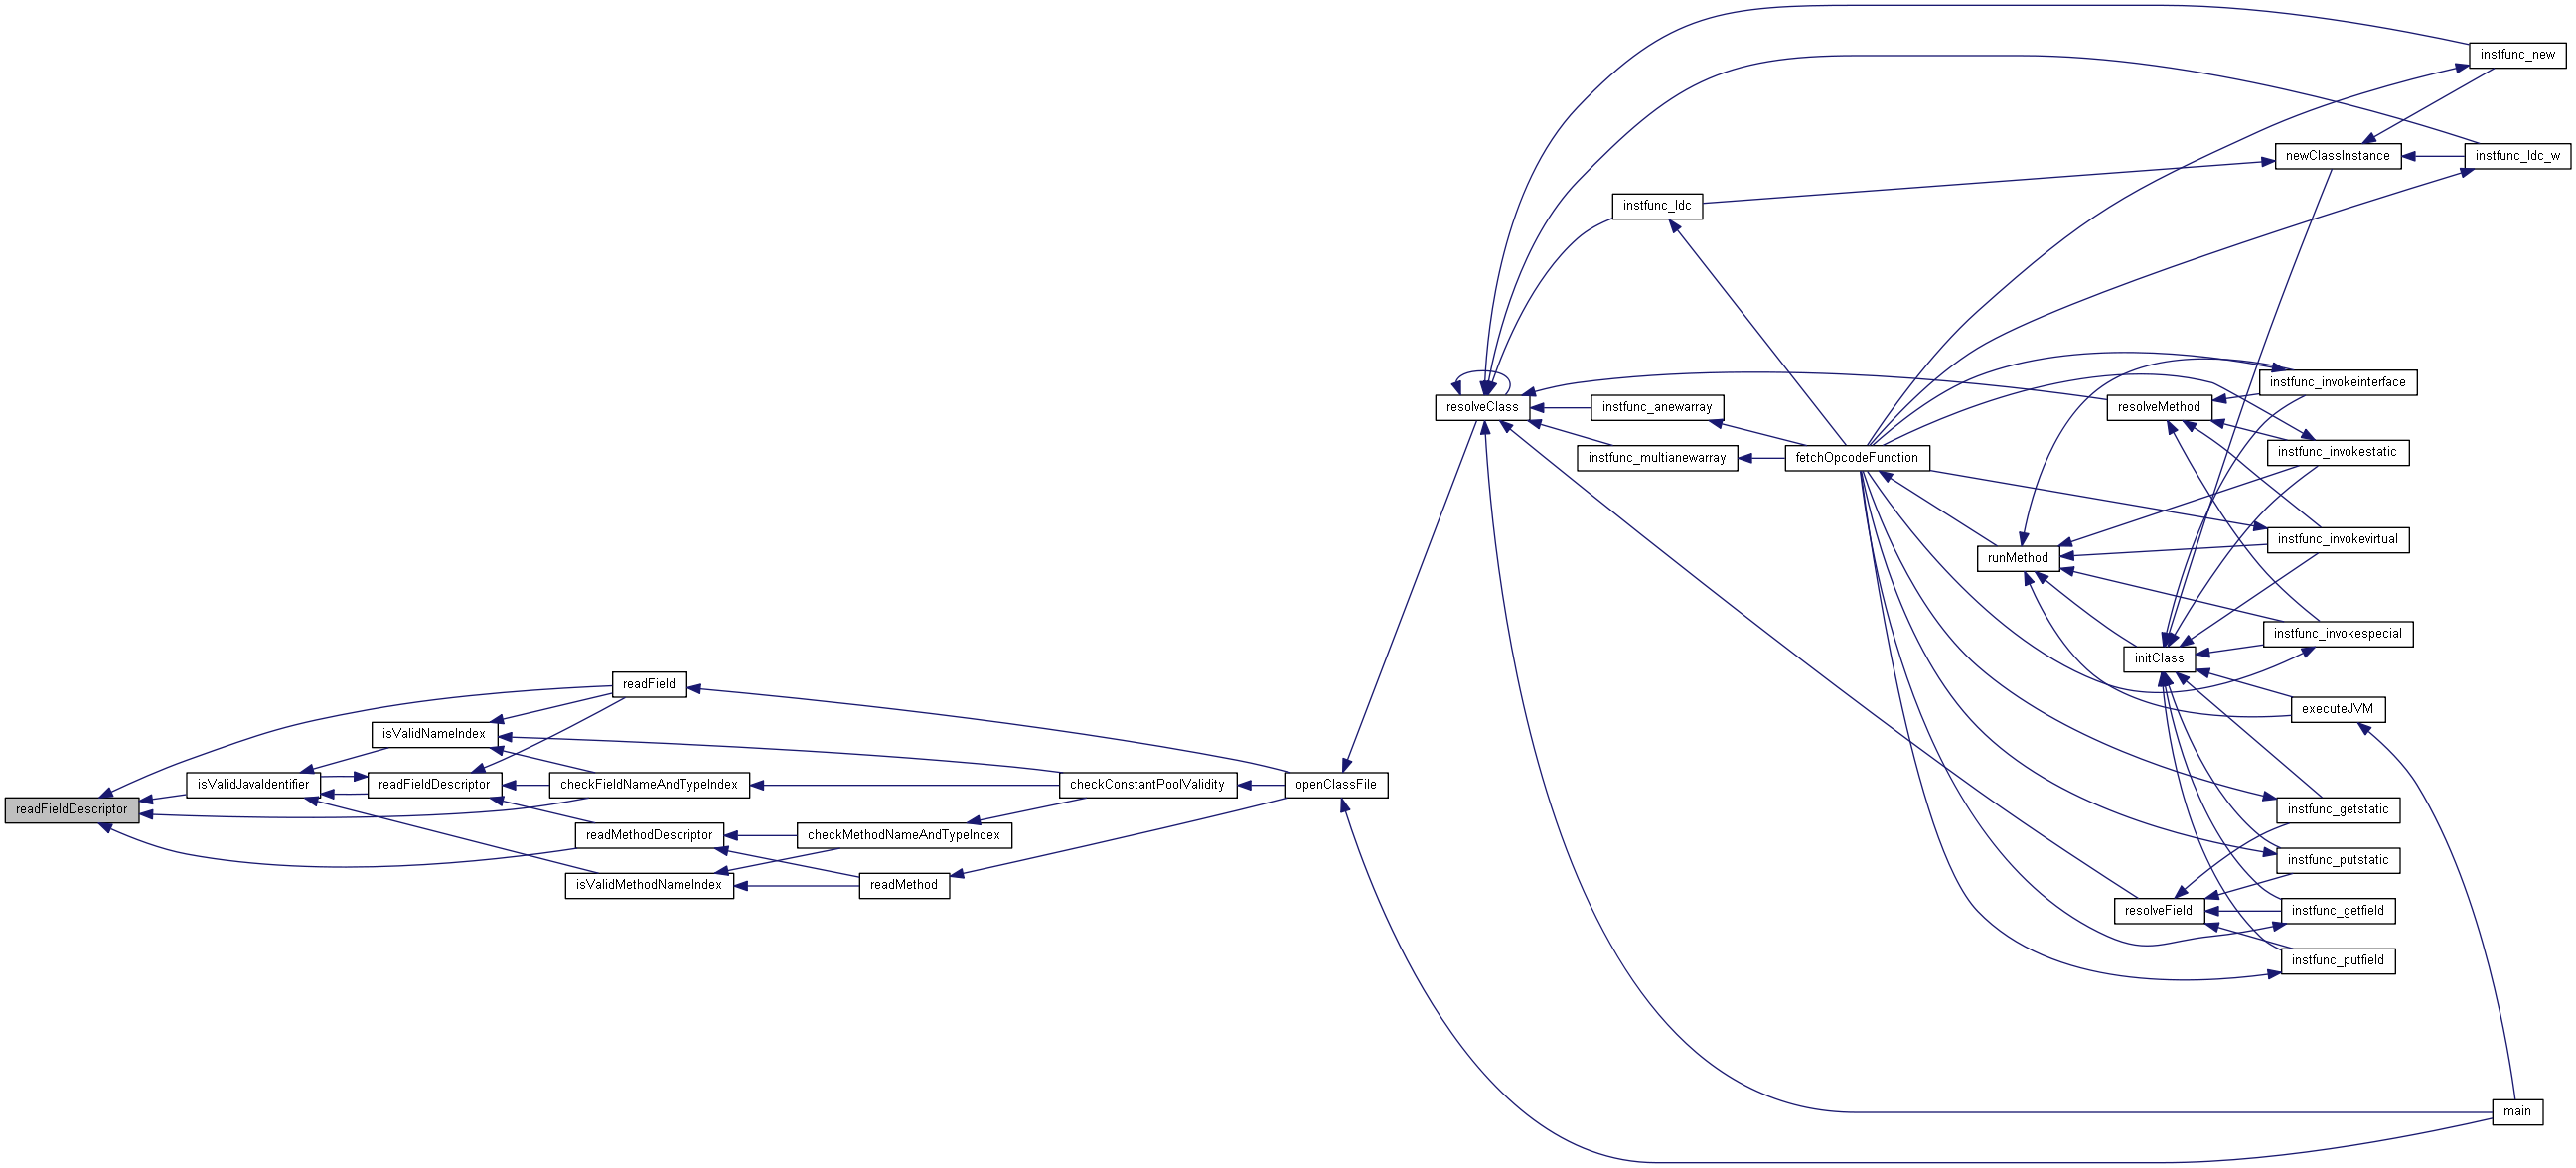 instfunc_new
newClassInstance
instfunc_ldc_w
instfunc_ldc
instfunc_invokeinterface
resolveClass
instfunc_anewarray
resolveMethod
instfunc_invokestatic
instfunc_multianewarray
fetchOpcodeFunction
instfunc_invokevirtual
runMethod
instfunc_invokespecial
initClass
readField
executeJVM
isValidNameIndex
isValidJavaIdentifier
readFieldDescriptor
checkFieldNameAndTypeIndex
checkConstantPoolValidity
openClassFile
readFieldDescriptor
instfunc_getstatic
readMethodDescriptor
checkMethodNameAndTypeIndex
instfunc_putstatic
isValidMethodNameIndex
readMethod
resolveField
instfunc_getfield
instfunc_putfield
main